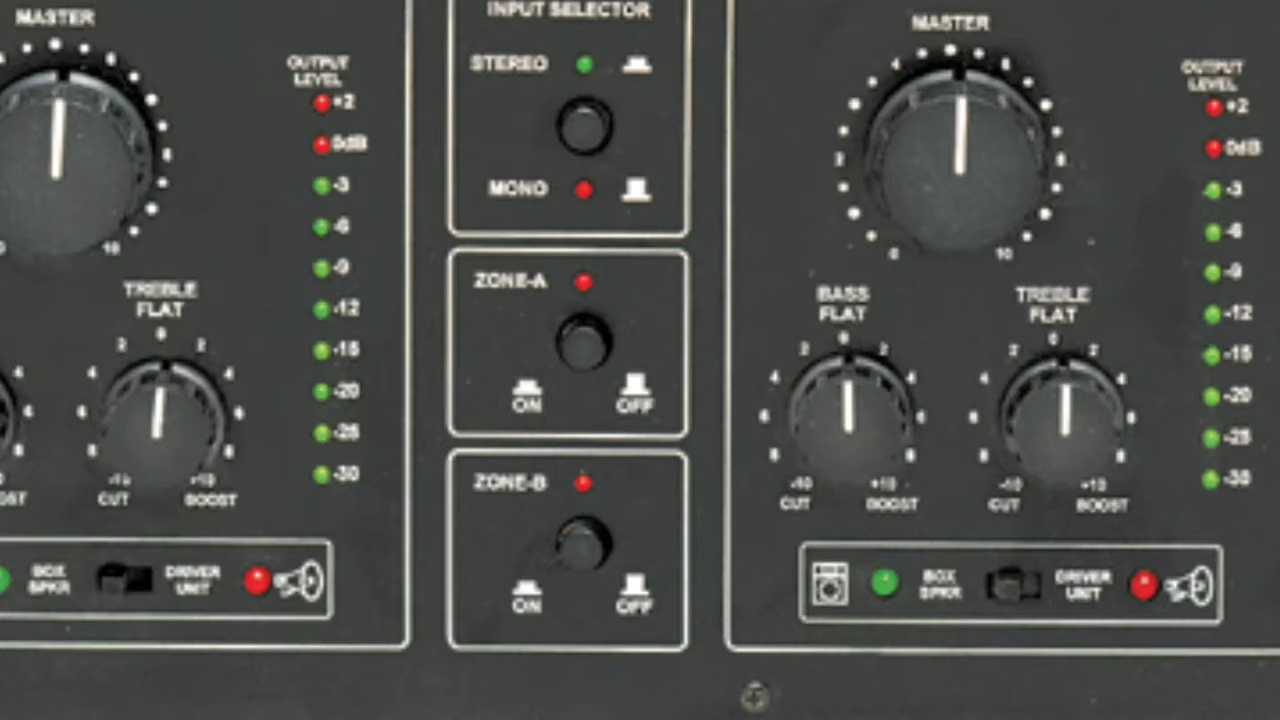 MASTER
OUTPUT
LEVEL
+2
0dB
-3
-6
-9
-12
-15
-20
-25
-30
10
TREBLE
FLAT
0
2 2
4 4
6 6
8 8
-10 +10
CUT BOOST
4
6
8
BOX
SPKR
DRIVER
UNIT
INPUT SELECTOR
STEREO
MONO
ZONE-A
ON OFF
ZONE-B
ON OFF
MASTER
0 10
OUTPUT
LEVEL
+2
0dB
-3
-6
-9
-12
-15
-20
-25
-30
BASS
FLAT
0
2 2
4 4
6 6
8 8
-10 +10
CUT BOOST
TREBLE
FLAT
0
2 2
4 4
6 6
8 8
-10 +10
CUT BOOST
BOX
SPKR
DRIVER
UNIT